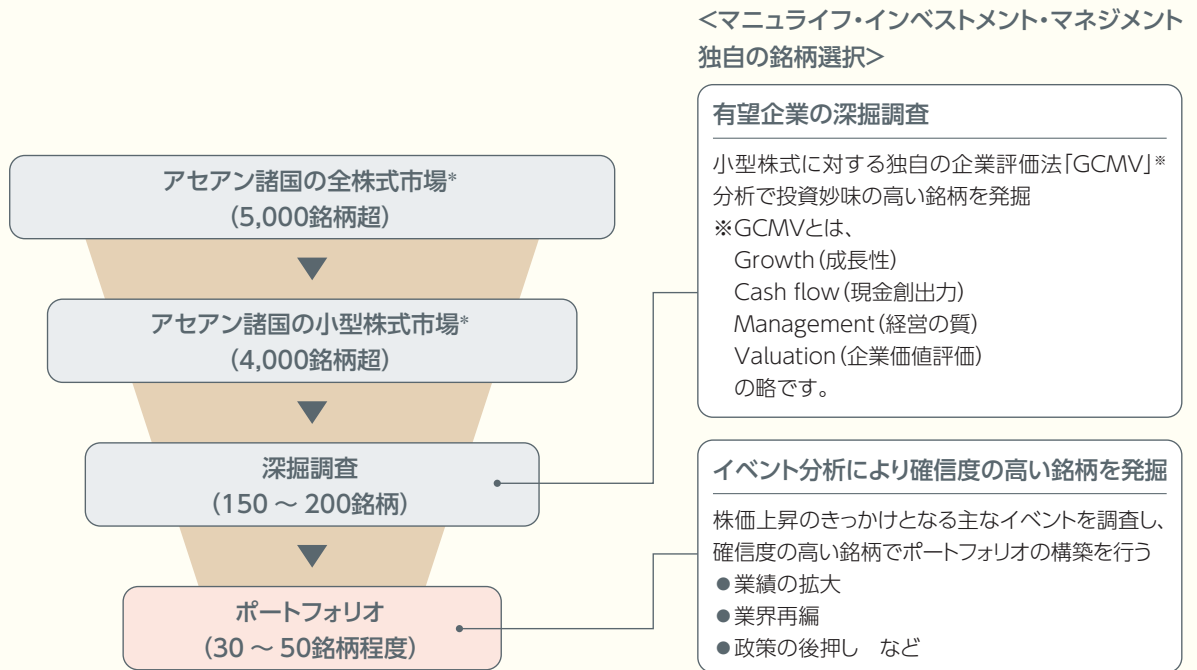 <マニュライフ・インベストメント・マネジメント
独自の銘柄選択>
アセアン諸国の全株式市場*
(5,000銘柄超)
アセアン諸国の小型株式市場*
(4,000銘柄超)
深掘調査
(150 ～ 200銘柄)
ポートフォリオ
(30 ～ 50銘柄程度)
有望企業の深掘調査
小型株式に対する独自の企業評価法「GCMV」※
分析で投資妙味の高い銘柄を発掘
※GCMVとは、
Growth(成長性)
Cash flow(現金創出力)
Management(経営の質)
Valuation(企業価値評価)
の略です。
イベント分析により確信度の高い銘柄を発掘
株価上昇のきっかけとなる主なイベントを調査し、
確信度の高い銘柄でポートフォリオの構築を行う
●業績の拡大
●業界再編
●政策の後押し　など